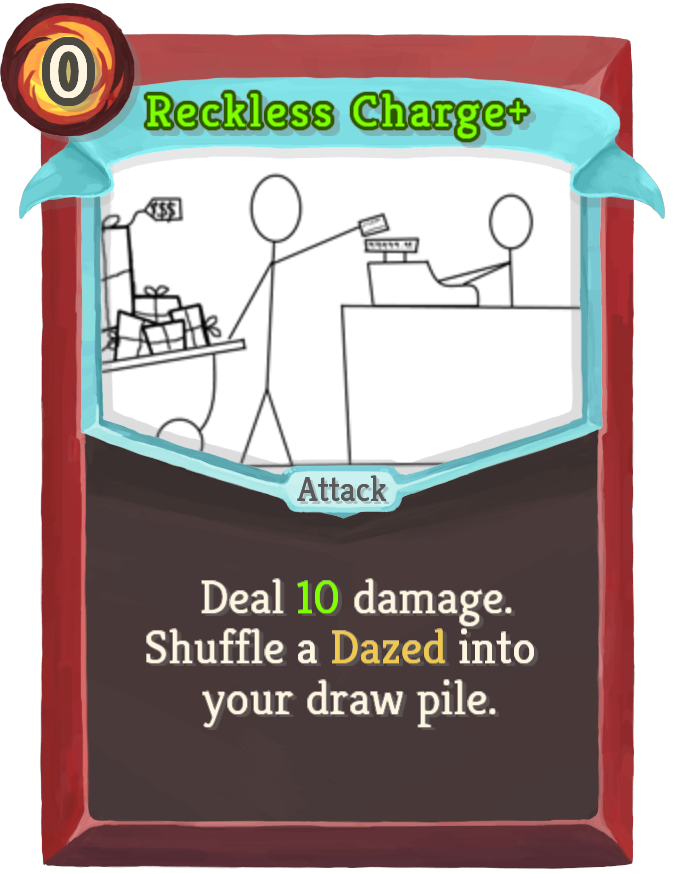 0
Reckless Charge+
$$
Attack
Deal 10 damage.
Shuffle a Dazed into
your draw pile.